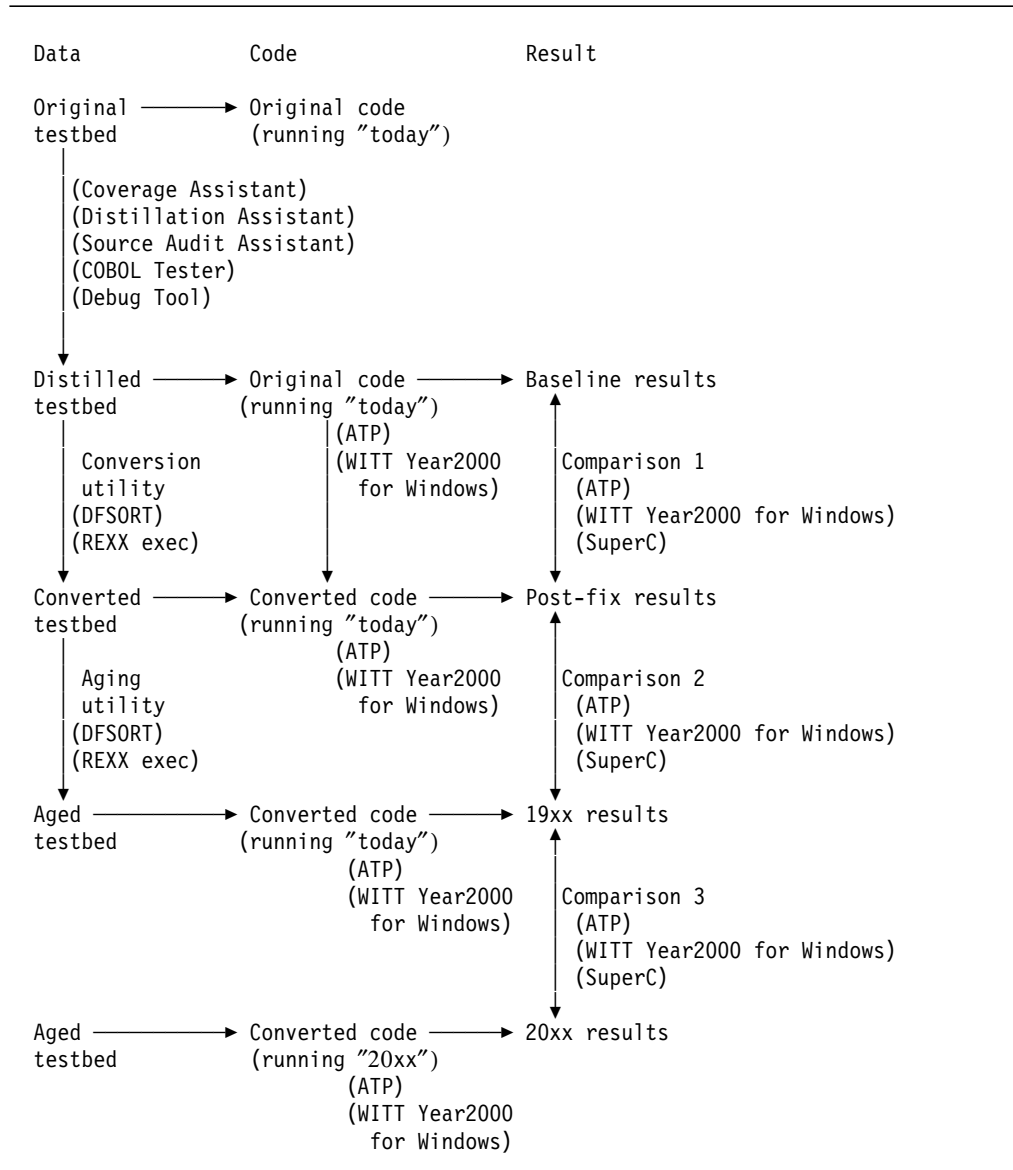 Data Code Result
Original Original code
testbed (running ″today″)
(Coverage Assistant)
(Distillation Assistant)
(Source Audit Assistant)
(COBOL Tester)
(Debug Tool)
Distilled Original code Baseline results
testbed (running ″today″)
(ATP)
Conversion (WITT Year2000 Comparison 1
utility for Windows) (ATP)
(DFSORT) (WITT Year2000 for Windows)
(REXX exec) (SuperC)
Converted Converted code Post-fix results
testbed (running ″today″)
(ATP)
Aging (WITT Year2000 Comparison 2
utility for Windows) (ATP)
(DFSORT) (WITT Year2000 for Windows)
(REXX exec) (SuperC)
Aged Converted code 19xx results
testbed (running ″today″)
(ATP)
(WITT Year2000 Comparison 3
for Windows) (ATP)
(WITT Year2000 for Windows)
(SuperC)
Aged Converted code 20xx results
testbed (running ″20xx″)
(ATP)
(WITT Year2000
for Windows)